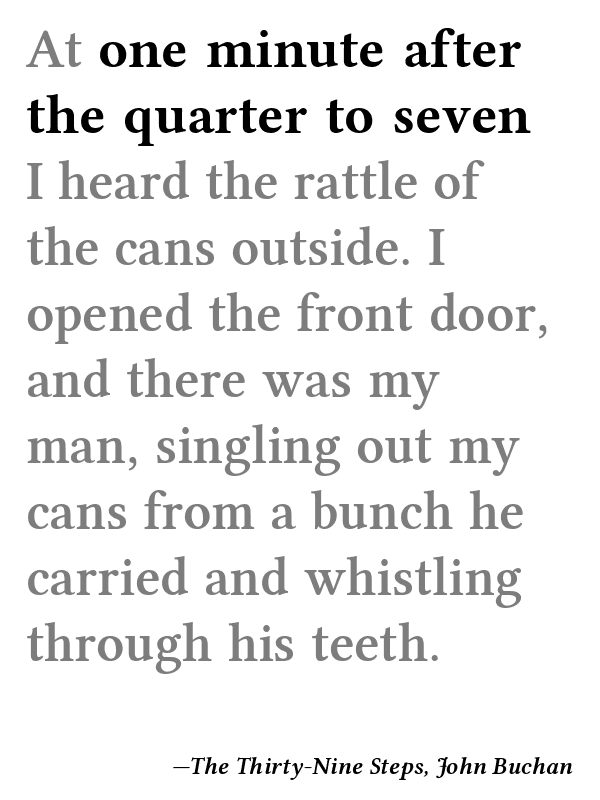 At one minute after
the quarter to seven
I heard the rattle of
the cans outside. I
opened the front door,
and there was my
man, singling out my
cans from a bunch he
carried and whistling
through his teeth.
—The Thirty-Nine Steps, John Buchan